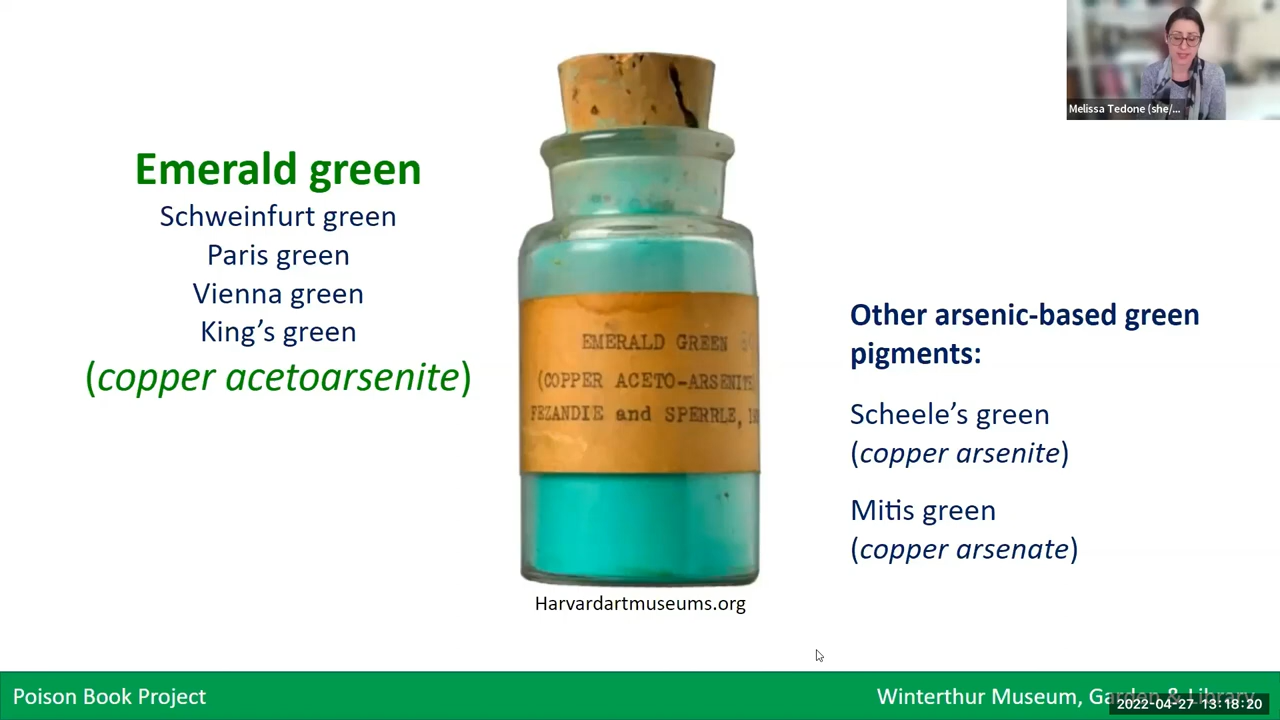 Melissa Tedone (she/...
Emerald green
Schweinfurt green
Paris green
Vienna green
King's green
(copper acetoarsenite)
EMERALD GREEN
(COPPER ACETO-ARSENITE
FEZANDIE and SPERRLE,
Harvardartmuseums.org
Other arsenic-based green
pigments:
Scheele's green
(copper arsenite)
Mitis green
(copper arsenate)
Poison Book Project
Winterthur Museum, Garden & Library
2022-04-27 13:18:20